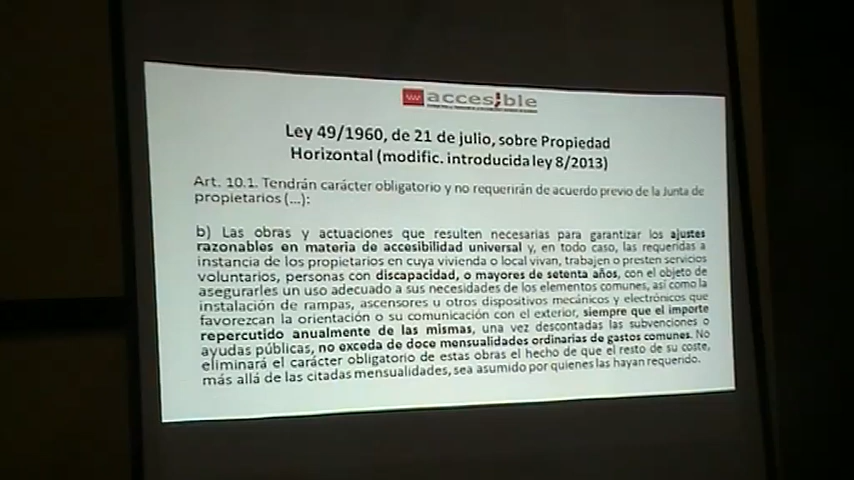 acces¡ble
Ley 49/1960, de 21 de julio, sobre Propiedad
Horizontal (modific. introducida ley 8/2013)
Art. 10.1. Tendrán carácter obligatorio y no requerirán de acuerdo previo de la Junta de
propietarios (...):
b) Las obras y actuaciones que resulten necesarias para garantizar los ajustes
razonables en materia de accesibilidad universal y, en todo caso, las requeridas a
instancia de los propietarios en cuya vivienda o local vivan, trabajen o presten servicios
voluntarios, personas con discapacidad, o mayores de setenta años, con el objeto de
asegurarles un uso adecuado a sus necesidades de los elementos comunes, así como la
instalación de rampas, ascensores u otros dispositivos mecánicos y electrónicos que
favorezcan la orientación o su comunicación con el exterior, siempre que el importe
repercutido anualmente de las mismas, una vez descontadas las subvenciones o
ayudas públicas, no exceda de doce mensualidades ordinarias de gastos comunes. No
eliminará el carácter obligatorio de estas obras el hecho de que el resto de su coste,
más allá de las citadas mensualidades, sea asumido por quienes las hayan requerido.